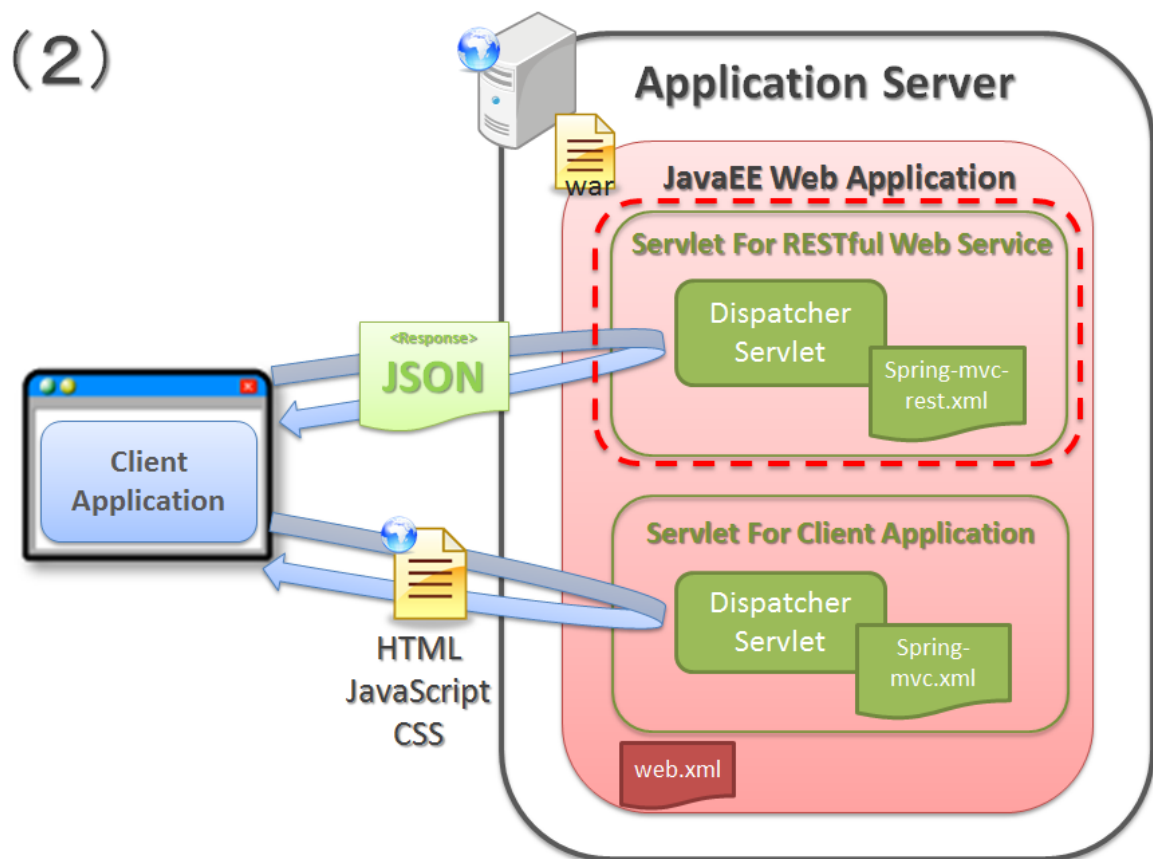 (2)
Application Server
war
JavaEE Web Application
Servlet For RESTful Web Service
Dispatcher
Servlet
Spring-mvc-
rest.xml
<Response>
JSON
Client
Application
Servlet For Client Application
Dispatcher
Servlet
Spring-
mvc.xml
HTML
JavaScript
CSS
web.xml